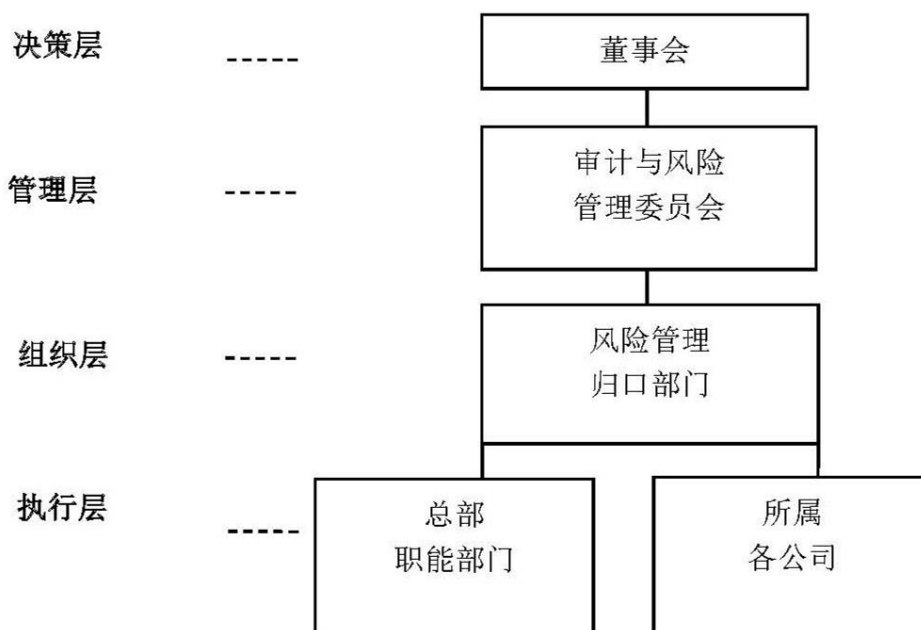 决策层
董事会
管理层
审计与风险
管理委员会
组织层
风险管理
归口部门
执行层
总部
职能部门
所属
各公司